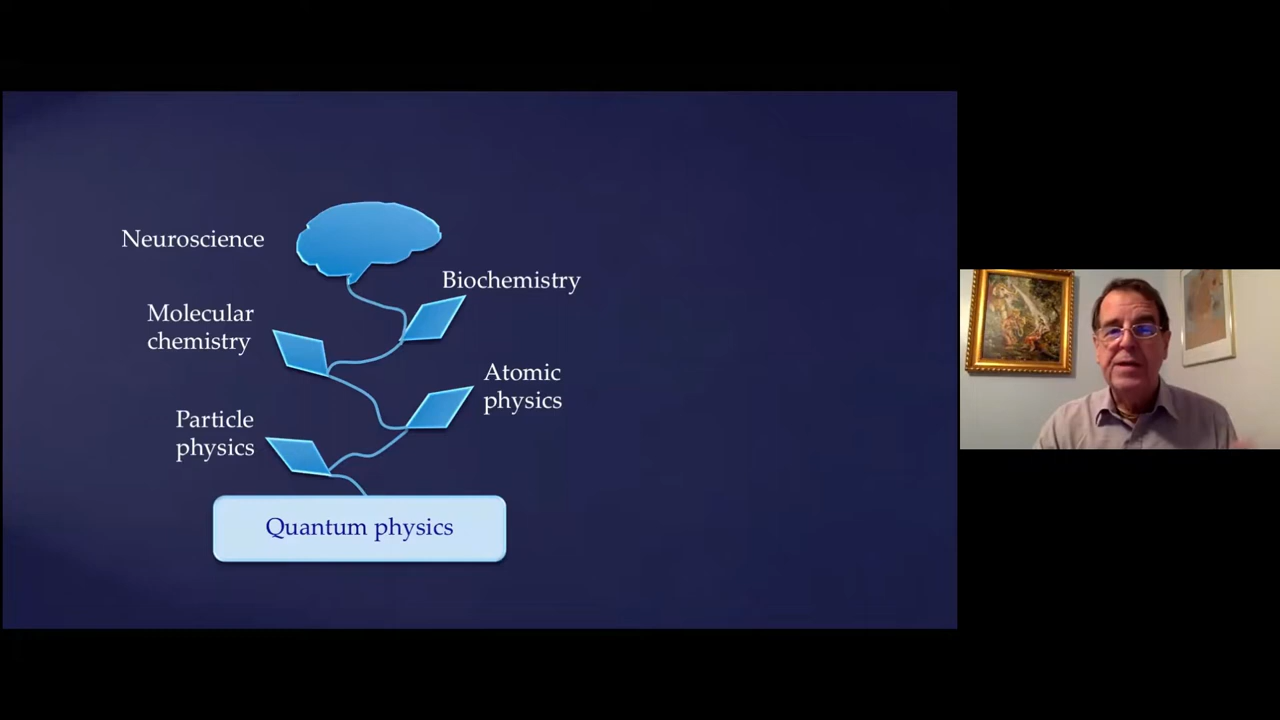 Neuroscience
Biochemistry
Molecular
chemistry
Atomic
physics
Particle
physics
Quantum physics